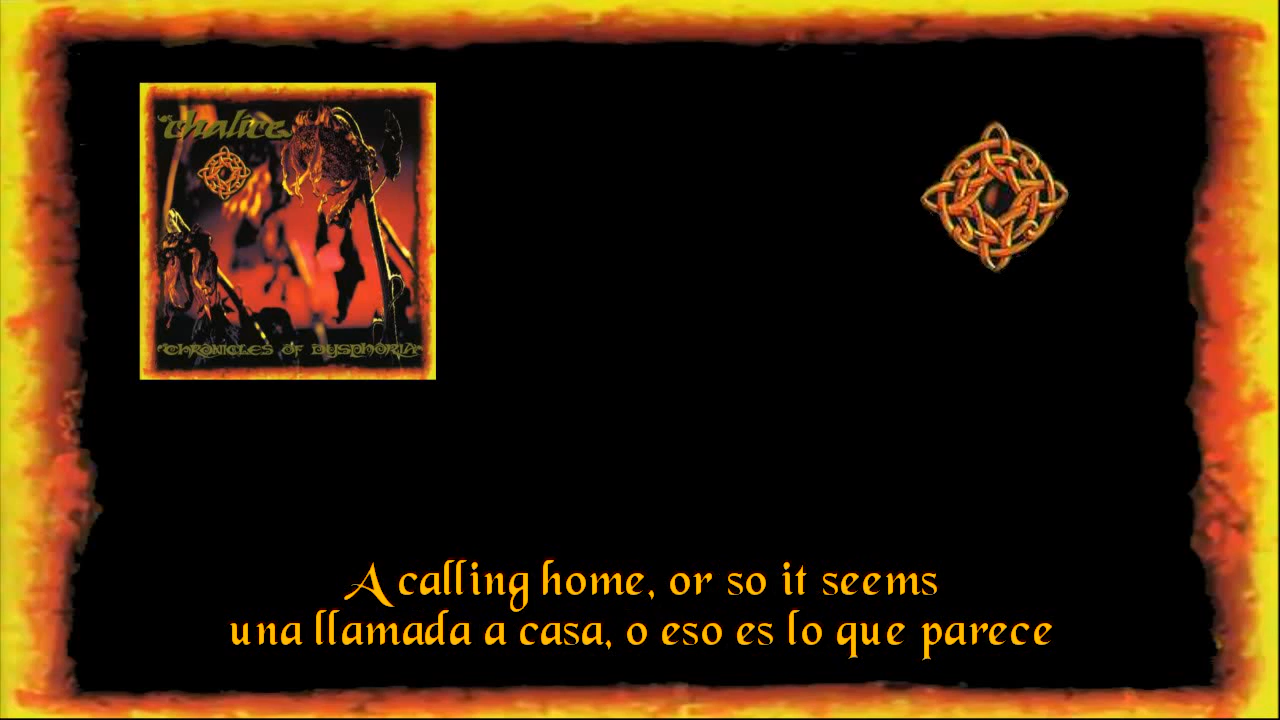 chalice
CHRONICLES OF DYSPHORIA
A calling home, or so it seems
una llamada a casa, o eso es lo que parece